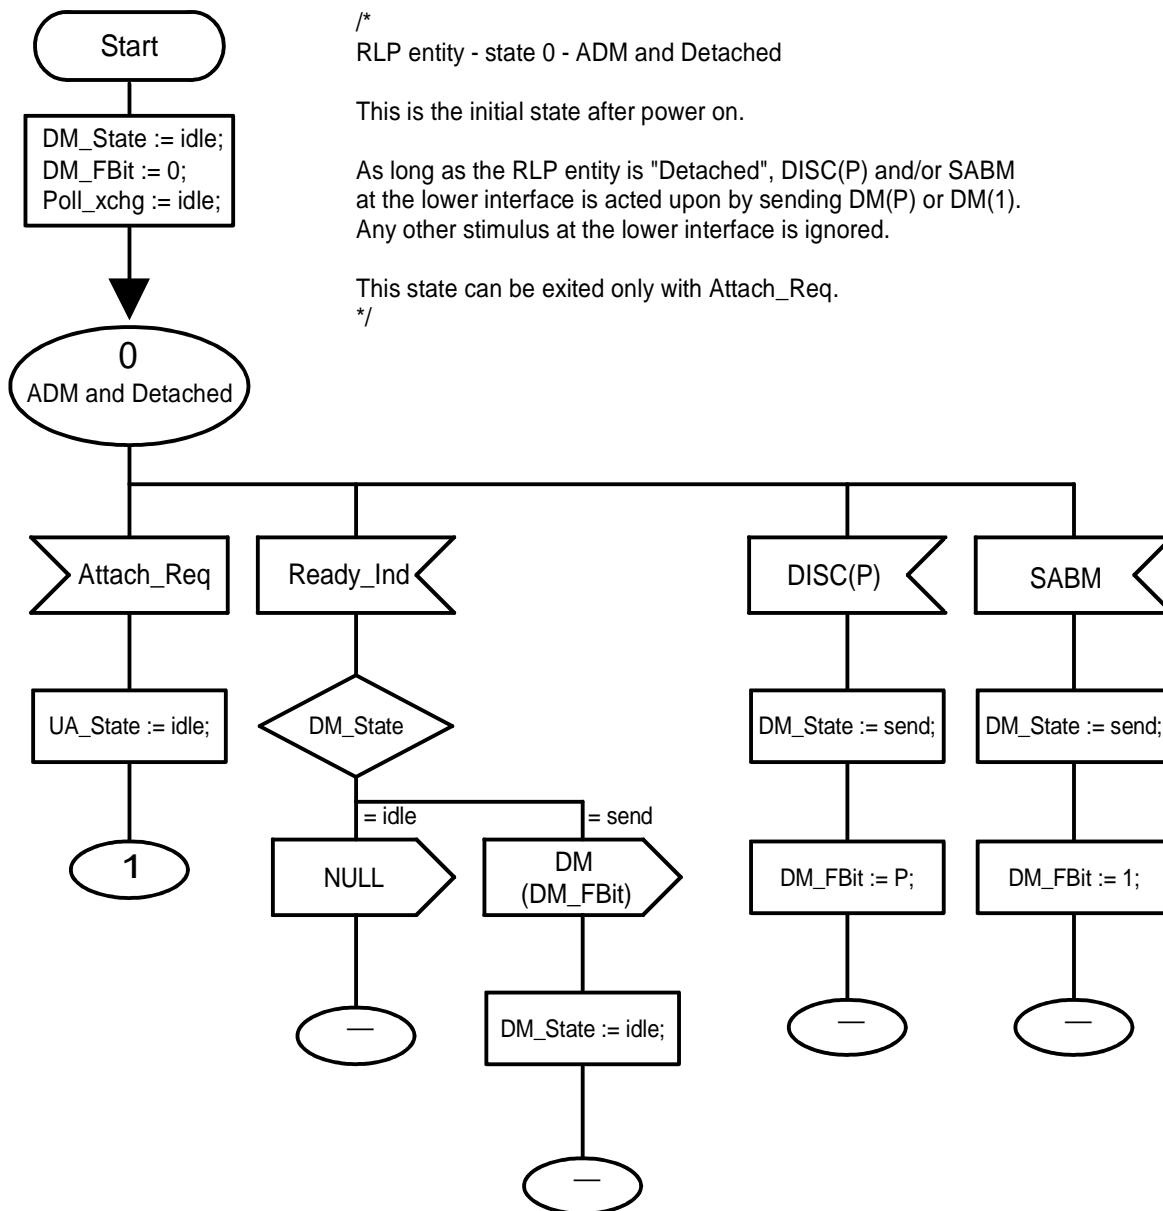 Start
DM_State := idle;
DM_FBit := 0;
Poll_xchg := idle;
/*
RLP entity - state 0 - ADM and Detached
This is the initial state after power on.
As long as the RLP entity is "Detached", DISC(P) and/or SABM
at the lower interface is acted upon by sending DM(P) or DM(1).
Any other stimulus at the lower interface is ignored.
This state can be exited only with Attach_Req.
*/
0
ADM and Detached
Attach_Req
Ready_Ind
DISC(P)
SABM
UA_State := idle;
DM_State
DM_State := send;
DM_State := send;
= idle
= send
1
NULL
DM
(DM_FBit)
DM_FBit := P;
DM_FBit := 1;
—
DM_State := idle;
—
—
—